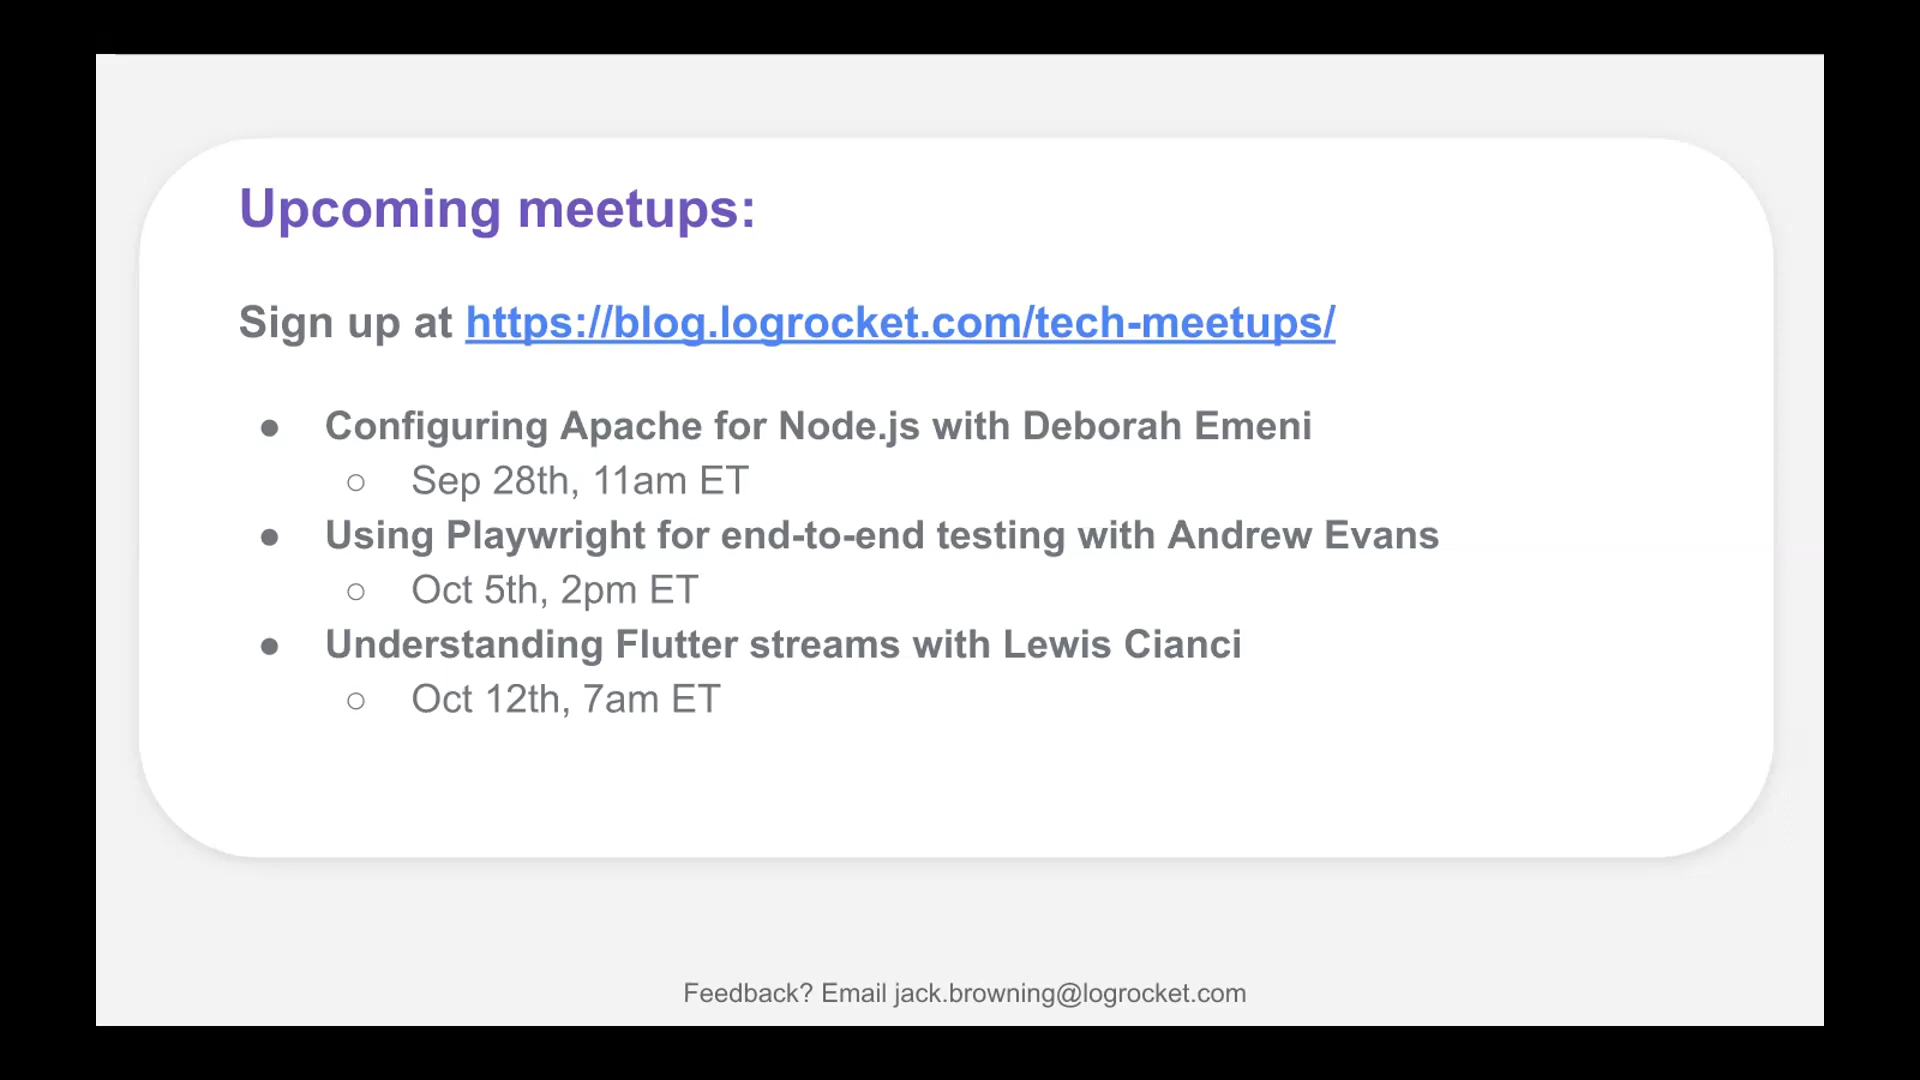 Upcoming meetups:
Sign up at https://blog.logrocket.com/tech-meetups/
● Configuring Apache for Node.js with Deborah Emeni
○ Sep 28th, 11am ET
● Using Playwright for end-to-end testing with Andrew Evans
○ Oct 5th, 2pm ET
● Understanding Flutter streams with Lewis Cianci
○ Oct 12th, 7am ET
Feedback? Email jack.browning@logrocket.com